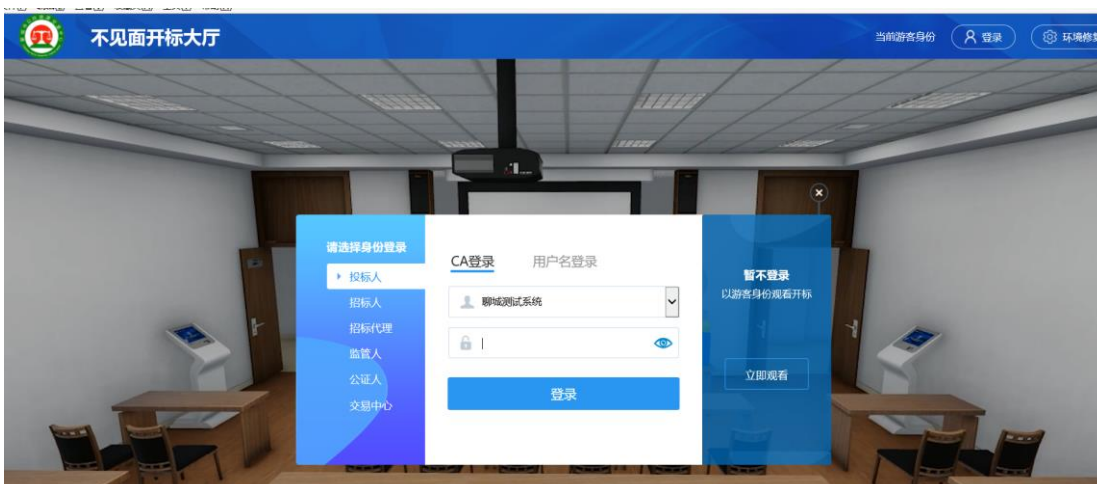 不见面开标大厅
当前游客身份
登录
请选择身份登录
投标人
招标人
招标代理
监管人
公证人
交易中心
CA登录 用户名登录
聊城测试系统
登录
暂不登录
以游客身份观看开标
立即观看